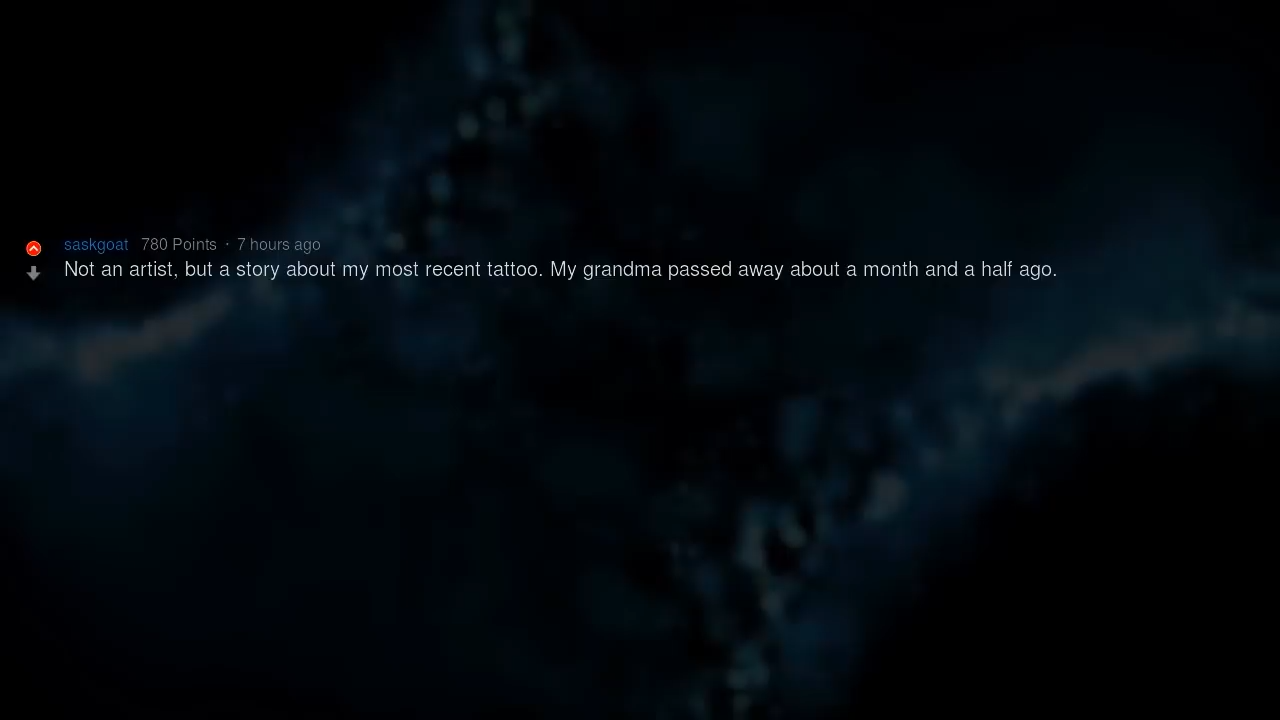 saskgoat 780 Points · 7 hours ago
Not an artist, but a story about my most recent tattoo. My grandma passed away about a month and a half ago.